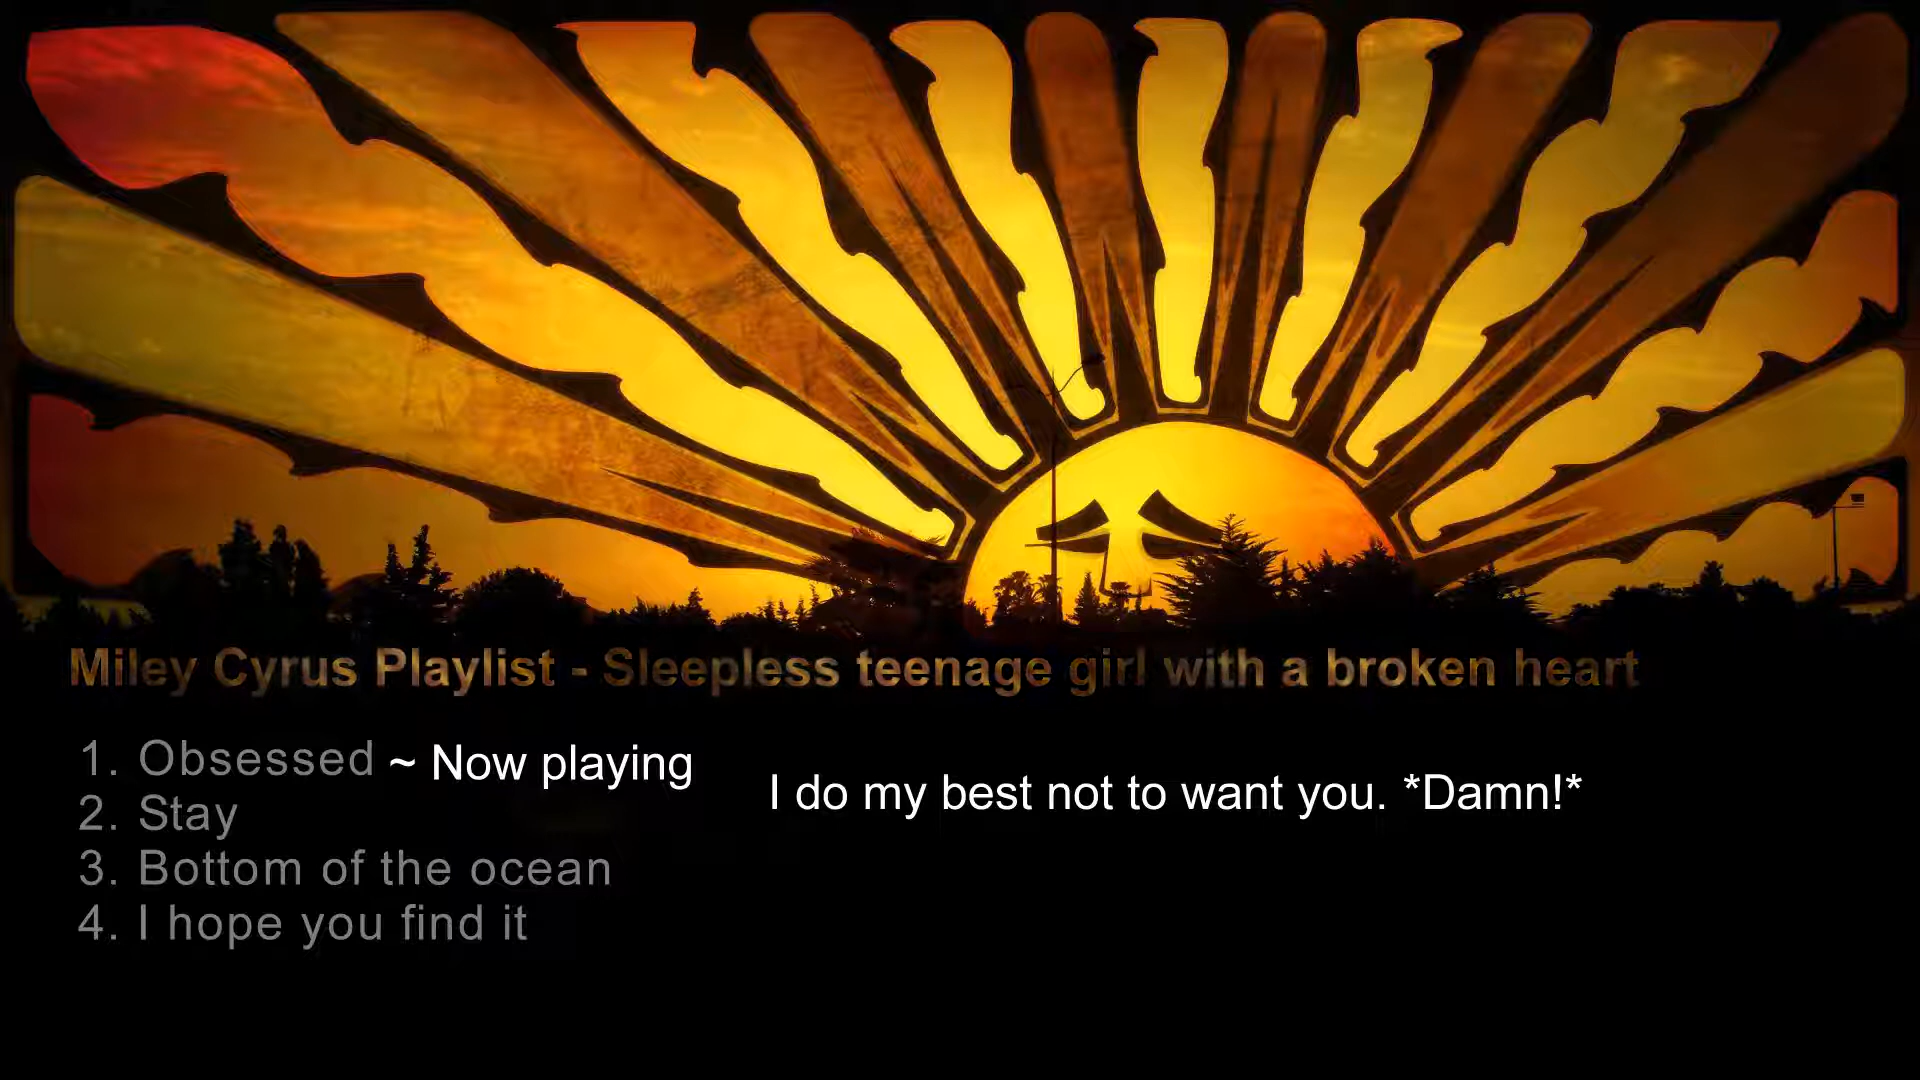 Miley Cyrus Playlist - Sleepless teenage girl with a broken heart
1. Obsessed ~ Now playing
I do my best not to want you. *Damn!*
2. Stay
3. Bottom of the ocean
4. I hope you find it